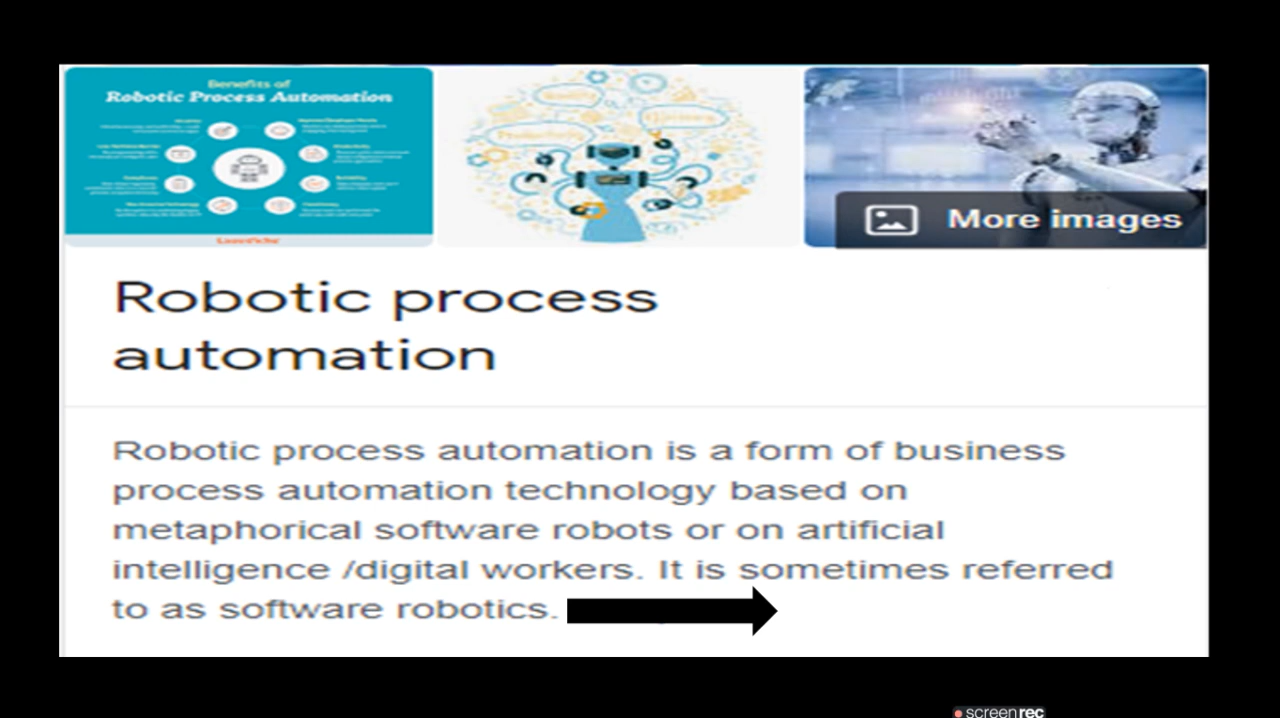 Benefits of
Robotic Process Automation
More images
Robotic process
automation
Robotic process automation is a form of business
process automation technology based on
metaphorical software robots or on artificial
intelligence /digital workers. It is sometimes referred
to as software robotics.
screenrec